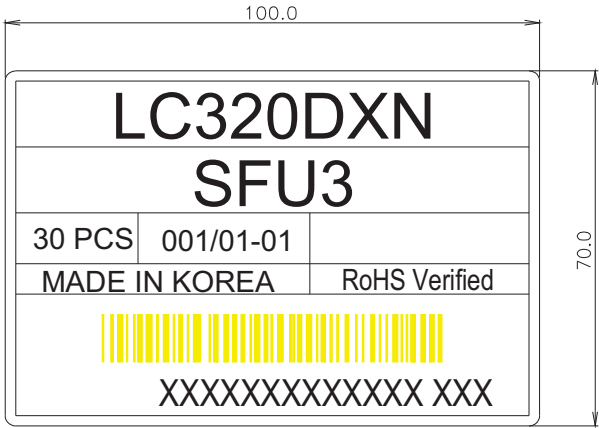 100.0
LC320DXN
SFU3
30 PCS 001/01-01
MADE IN KOREA RoHS Verified
XXXXXXXXXXXXX XXX
70.0